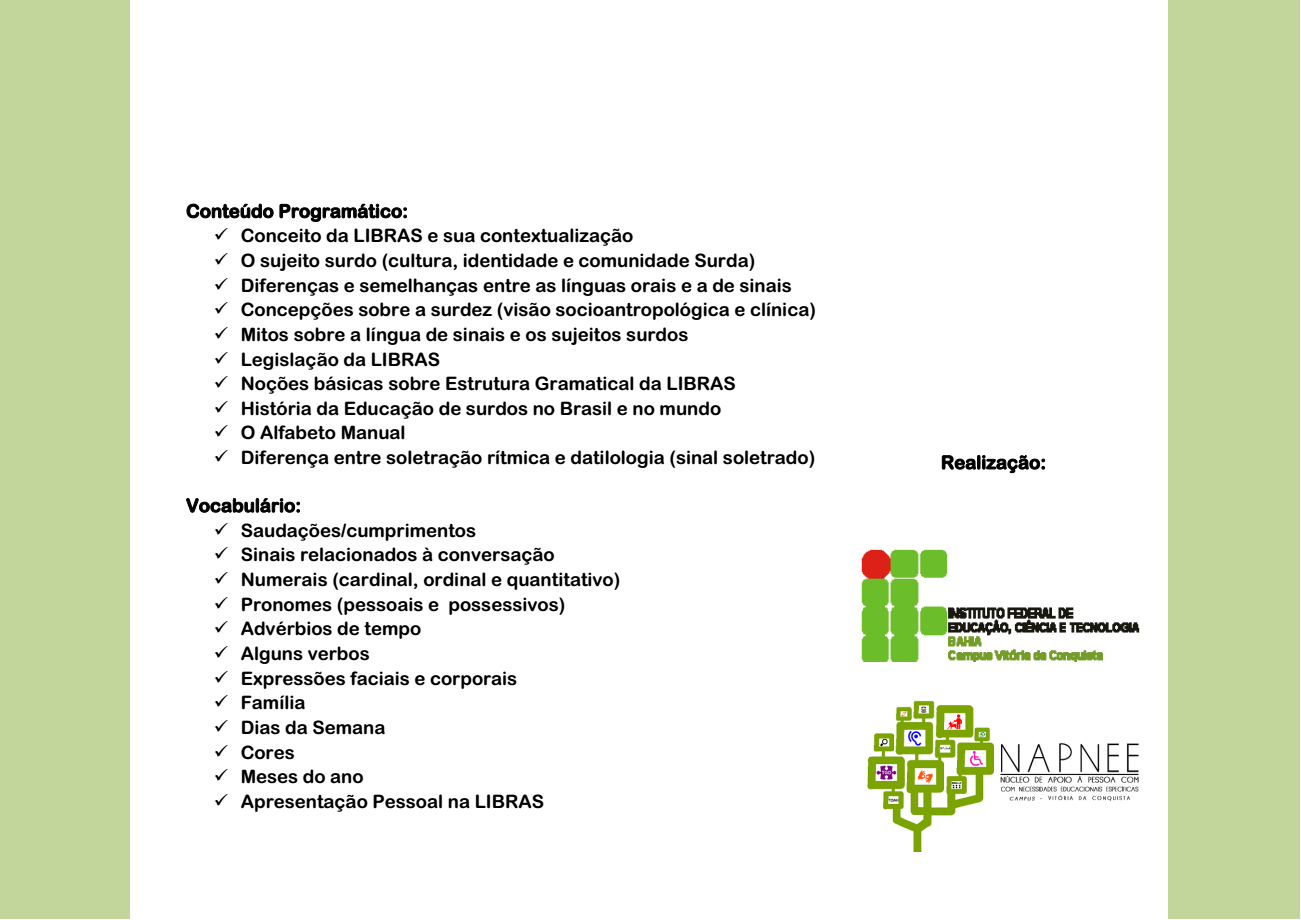 Conteúdo Programático:
✓ Conceito da LIBRAS e sua contextualização
✓ O sujeito surdo (cultura, identidade e comunidade Surda)
✓ Diferenças e semelhanças entre as línguas orais e a de sinais
✓ Concepções sobre a surdez (visão socioantropológica e clínica)
✓ Mitos sobre a língua de sinais e os sujeitos surdos
✓ Legislação da LIBRAS
✓ Noções básicas sobre Estrutura Gramatical da LIBRAS
✓ História da Educação de surdos no Brasil e no mundo
✓ O Alfabeto Manual
✓ Diferença entre soletração rítmica e datilologia (sinal soletrado)
Vocabulário:
✓ Saudações/cumprimentos
✓ Sinais relacionados à conversação
✓ Numerais (cardinal, ordinal e quantitativo)
✓ Pronomes (pessoais e possessivos)
✓ Advérbios de tempo
✓ Alguns verbos
✓ Expressões faciais e corporais
✓ Família
✓ Dias da Semana
✓ Cores
✓ Meses do ano
✓ Apresentação Pessoal na LIBRAS
Realização:
INSTITUTO FEDERAL DE
EDUCAÇÃO, CIÊNCIA E TECNOLOGIA
BAHIA
Campus Vitória da Conquista
NAPNEE
NÚCLEO DE APOIO À PESSOA COM
COM NECESSIDADES EDUCACIONAIS ESPECÍFICAS
CAMPUS - VITÓRIA DA CONQUISTA